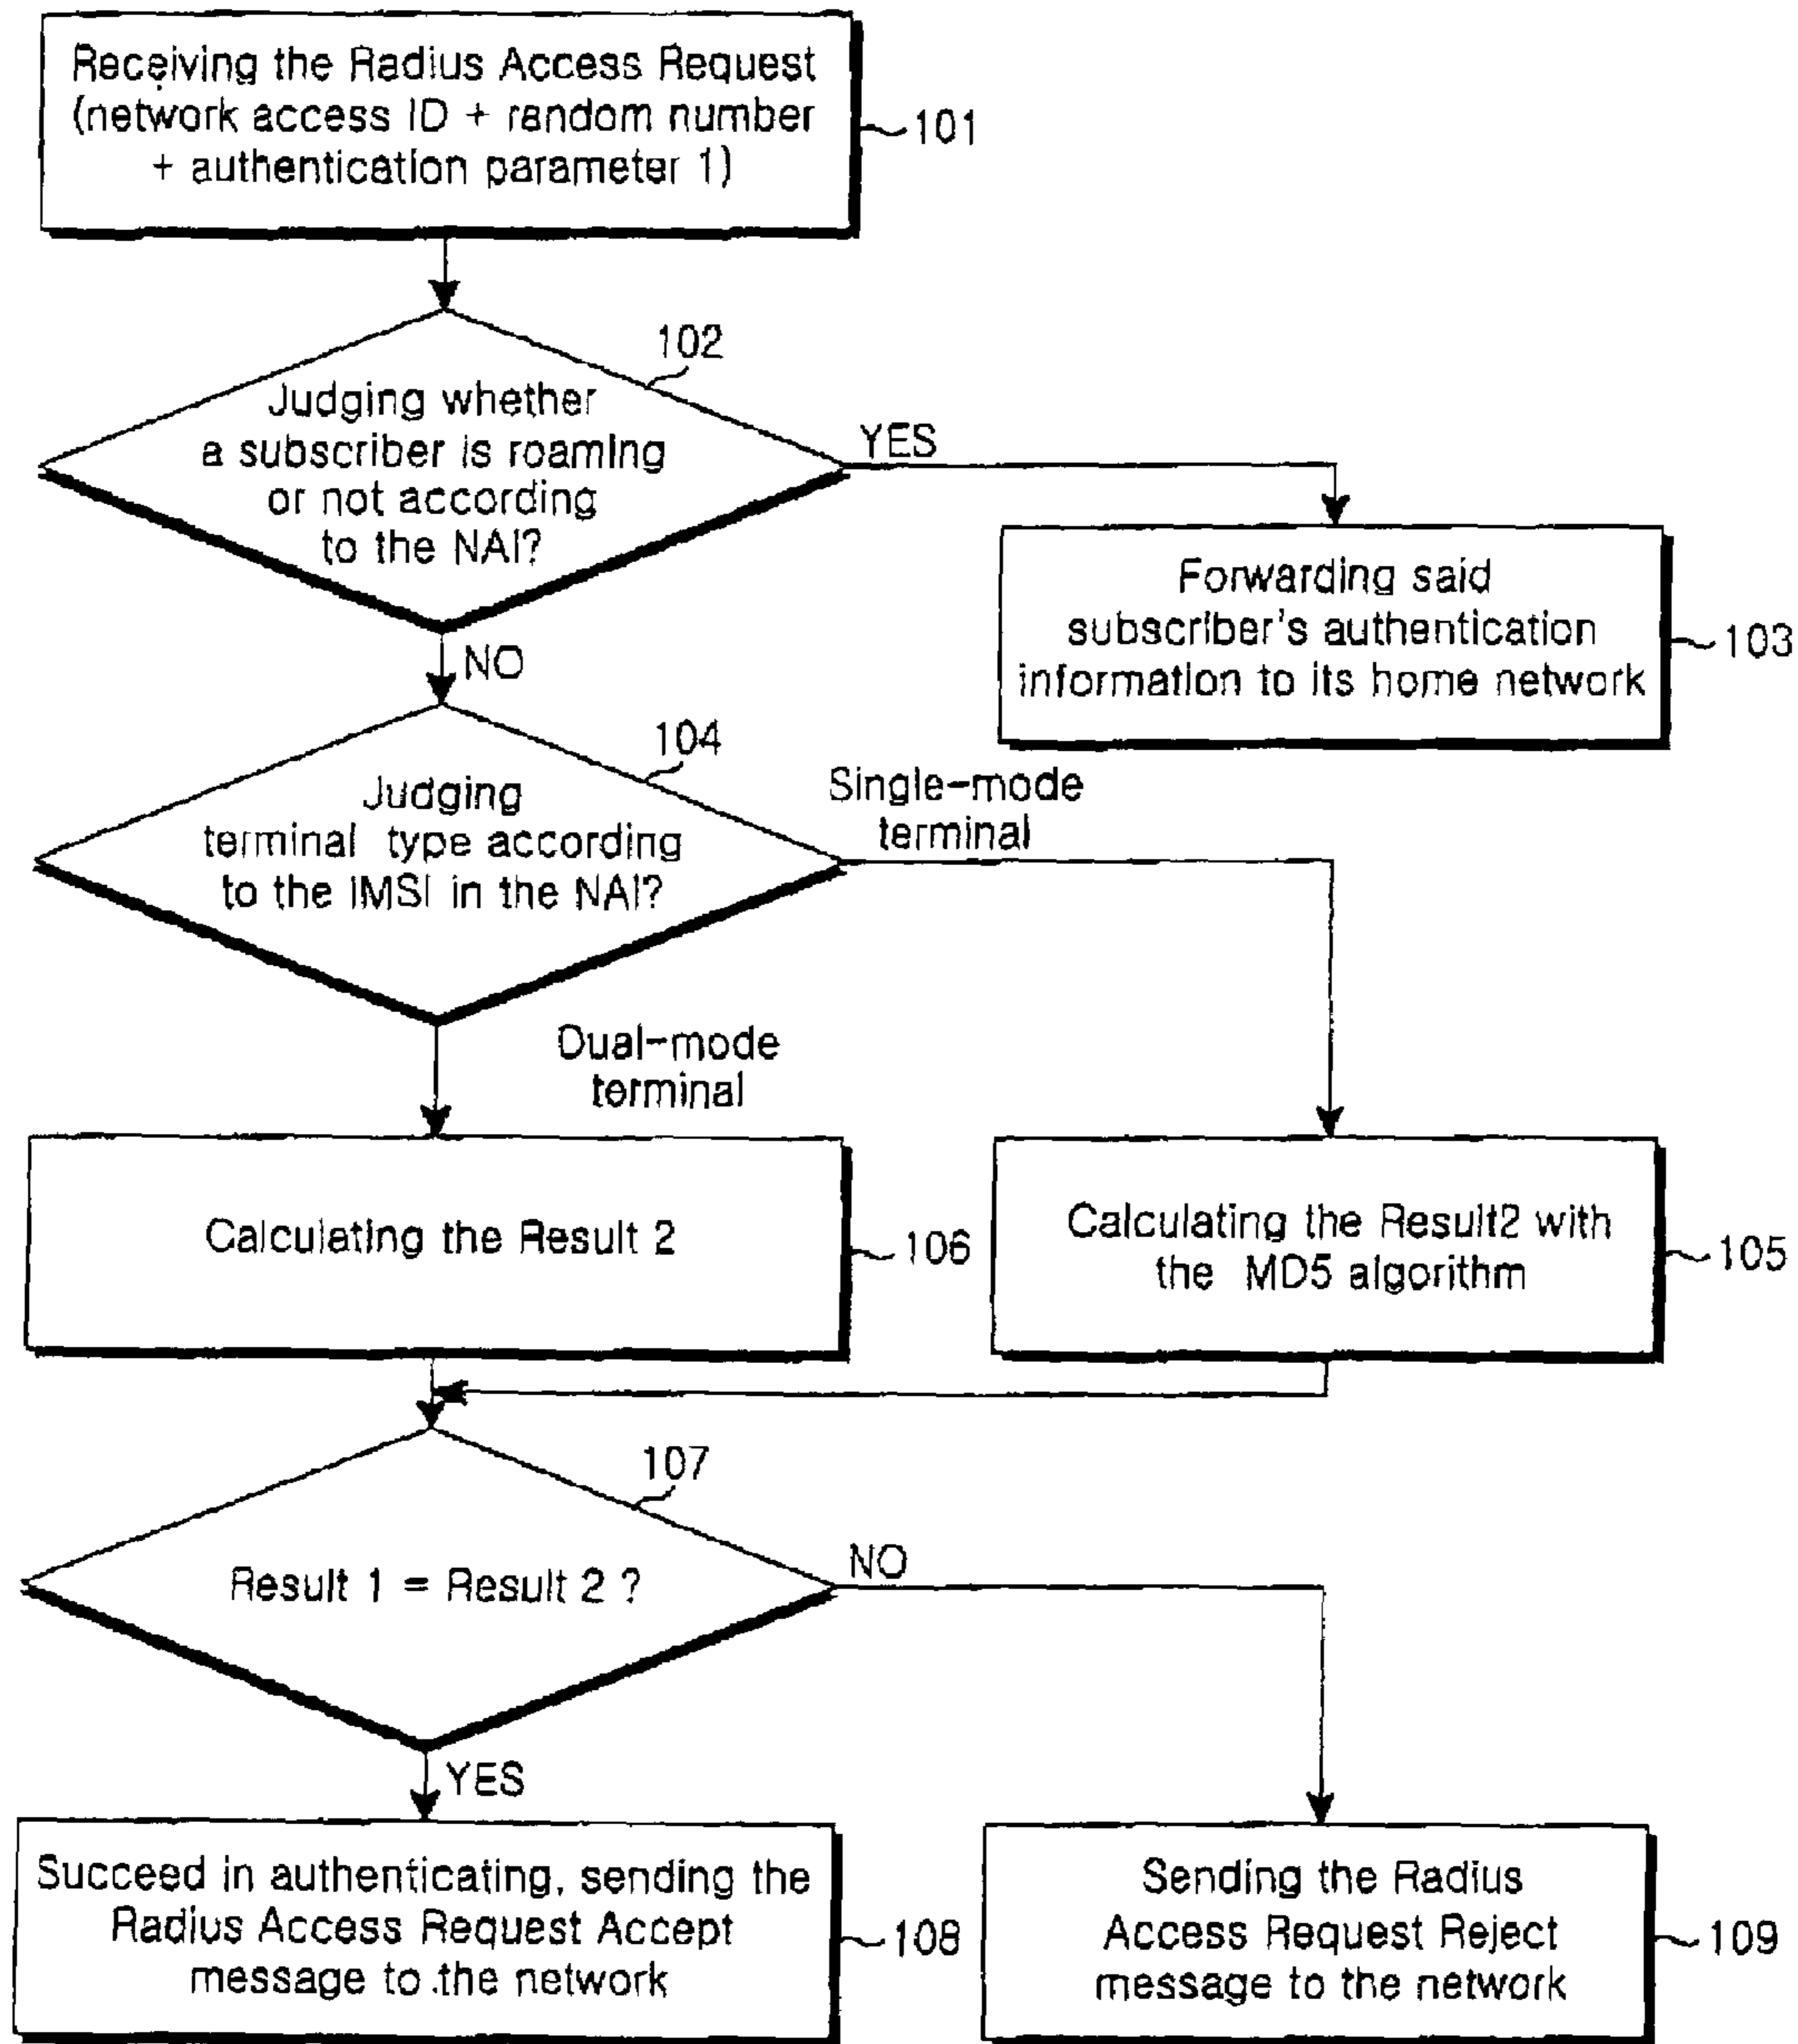 Receiving the Radius Access Request
(network access ID + random number
+ authentication parameter 1)
101
102
Judging whether
a subscriber is roaming
or not according
to the NAI?
YES
Forwarding said
subscriber's authentication
information to its home network
103
NO
104
Judging
terminal type according
to the IMSI in the NAI?
Single-mode
terminal
Dual-mode
terminal
Calculating the Result 2
106
Calculating the Result2 with
the MD5 algorithm
105
107
Result 1 = Result 2 ?
NO
YES
Succeed in authenticating, sending the
Radius Access Request Accept
message to the network
108
Sending the Radius
Access Request Reject
message to the network
109